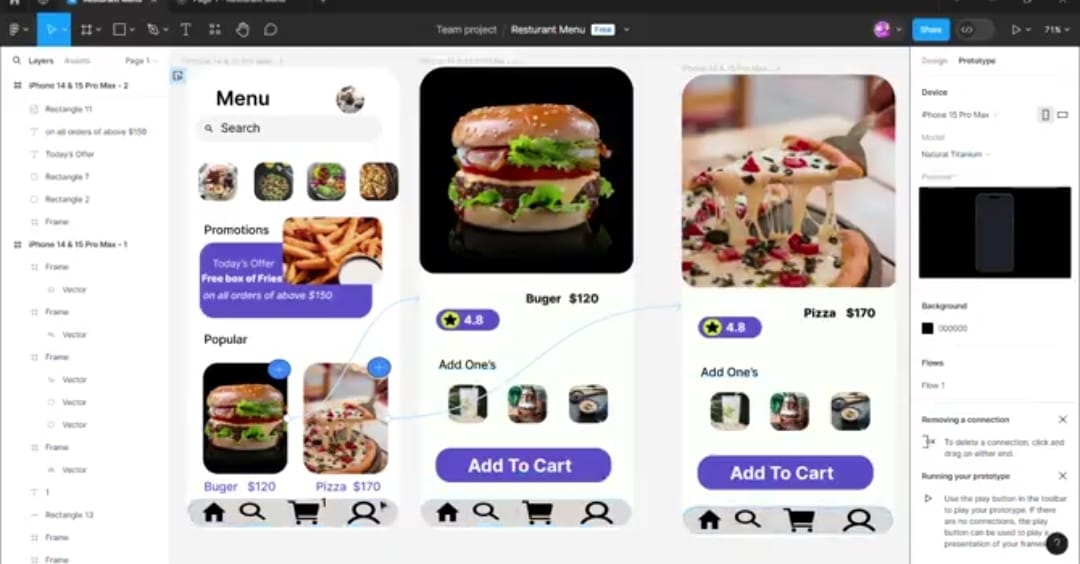 Resturant Menu
Team project / Resturant Menu Free
Share
71%
Layers Assets Page 1
iPhone 14 & 15 Pro Max - 2
Rectangle 11
on all orders of above $150
Today's Offer
Rectangle 7
Rectangle 2
Frame
iPhone 14 & 15 Pro Max - 1
Frame
Vector
Frame
Vector
Frame
Vector
Vector
Vector
Frame
Vector
1
Rectangle 13
Frame
Frame
Menu
Search
Promotions
Today's Offer
Free box of Fries
on all orders of above $150
Popular
Buger $120
Pizza $170
1
Buger $120
4.8
Add One's
Add To Cart
Pizza $170
4.8
Add One's
Add To Cart
Design Prototype
Device
iPhone 15 Pro Max
Model
Natural Titanium
Preview
Background
000000
Flows
Flow 1
Removing a connection
To delete a connection, click and
drag on either end.
Running your prototype
Use the play button in the toolbar
to play your prototype. If there
are no connections, the play
button can be used to play a
presentation of your frames.
?